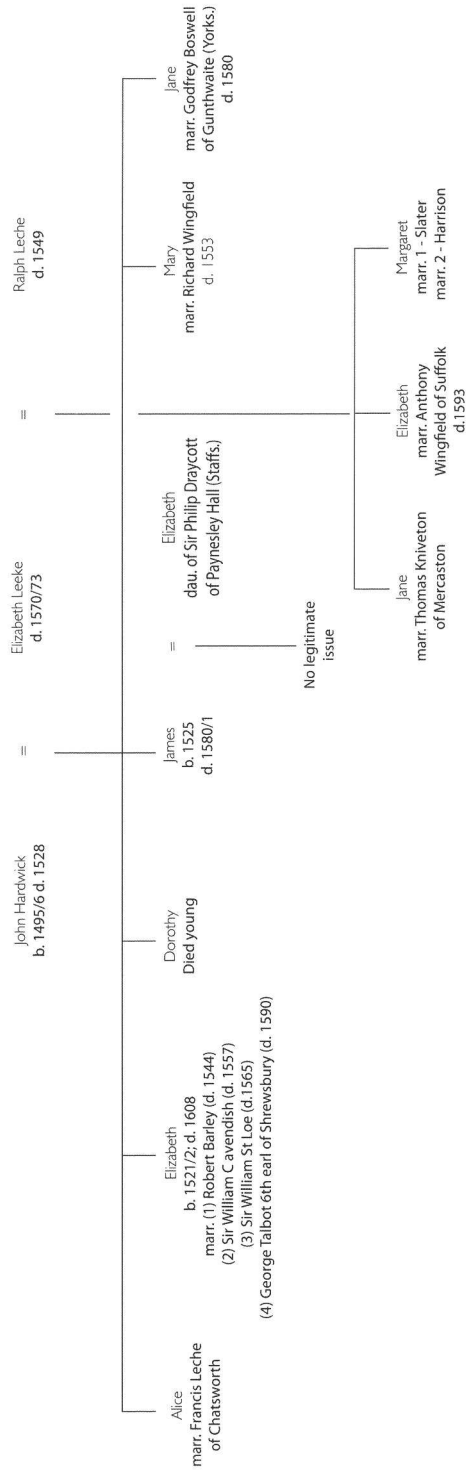 John Hardwick
b. 1495/6 d. 1528
=
Elizabeth Leeke
d. 1570/73
=
Ralph Leche
d. 1549
Alice
marr. Francis Leche
of Chatsworth
Elizabeth
b. 1521/2; d. 1608
marr. (1) Robert Barley (d. 1544)
(2) Sir William C avendish (d. 1557)
(3) Sir William St Loe (d.1565)
(4) George Talbot 6th earl of Shrewsbury (d. 1590)
Dorothy
Died young
James
b. 1525
d. 1580/1
=
Elizabeth
dau. of Sir Philip Draycott
of Paynesley Hall (Staffs.)
Mary
marr. Richard Wingfield
d. 1553
Jane
marr. Godfrey Boswell
of Gunthwaite (Yorks.)
d. 1580
No legitimate
issue
Jane
marr. Thomas Kniveton
of Mercaston
Elizabeth
marr. Anthony
Wingfield of Suffolk
d.1593
Margaret
marr. 1 - Slater
marr. 2 - Harrison